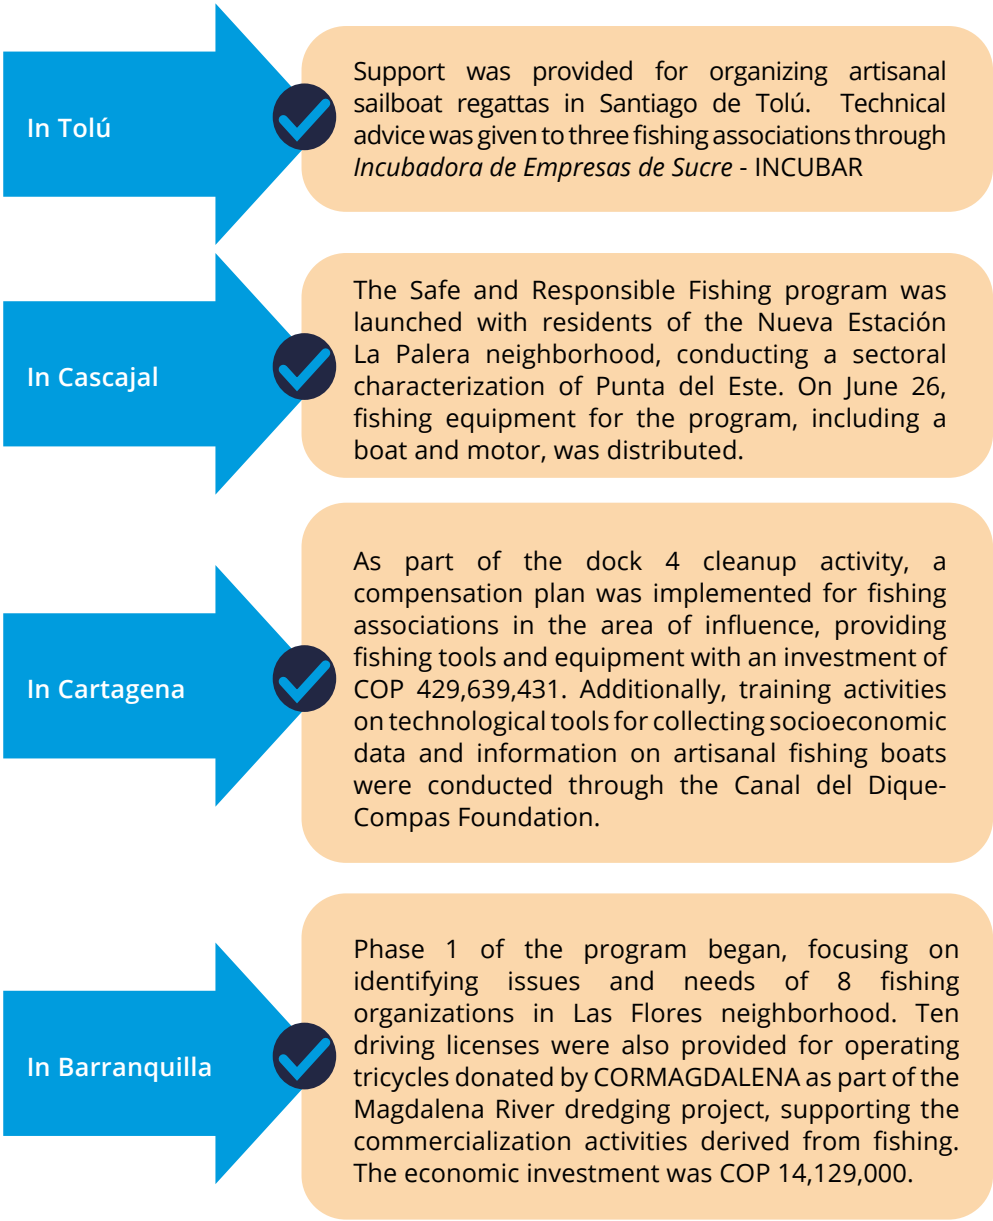 In Tolú
Support was provided for organizing artisanal
sailboat regattas in Santiago de Tolú. Technical
advice was given to three fishing associations through
Incubadora de Empresas de Sucre - INCUBAR
In Cascajal
The Safe and Responsible Fishing program was
launched with residents of the Nueva Estación
La Palera neighborhood, conducting a sectoral
characterization of Punta del Este. On June 26,
fishing equipment for the program, including a
boat and motor, was distributed.
In Cartagena
As part of the dock 4 cleanup activity, a
compensation plan was implemented for fishing
associations in the area of influence, providing
fishing tools and equipment with an investment of
COP 429,639,431. Additionally, training activities
on technological tools for collecting socioeconomic
data and information on artisanal fishing boats
were conducted through the Canal del Dique-
Compas Foundation.
In Barranquilla
Phase 1 of the program began, focusing on
identifying issues and needs of 8 fishing
organizations in Las Flores neighborhood. Ten
driving licenses were also provided for operating
tricycles donated by CORMAGDALENA as part of the
Magdalena River dredging project, supporting the
commercialization activities derived from fishing.
The economic investment was COP 14,129,000.